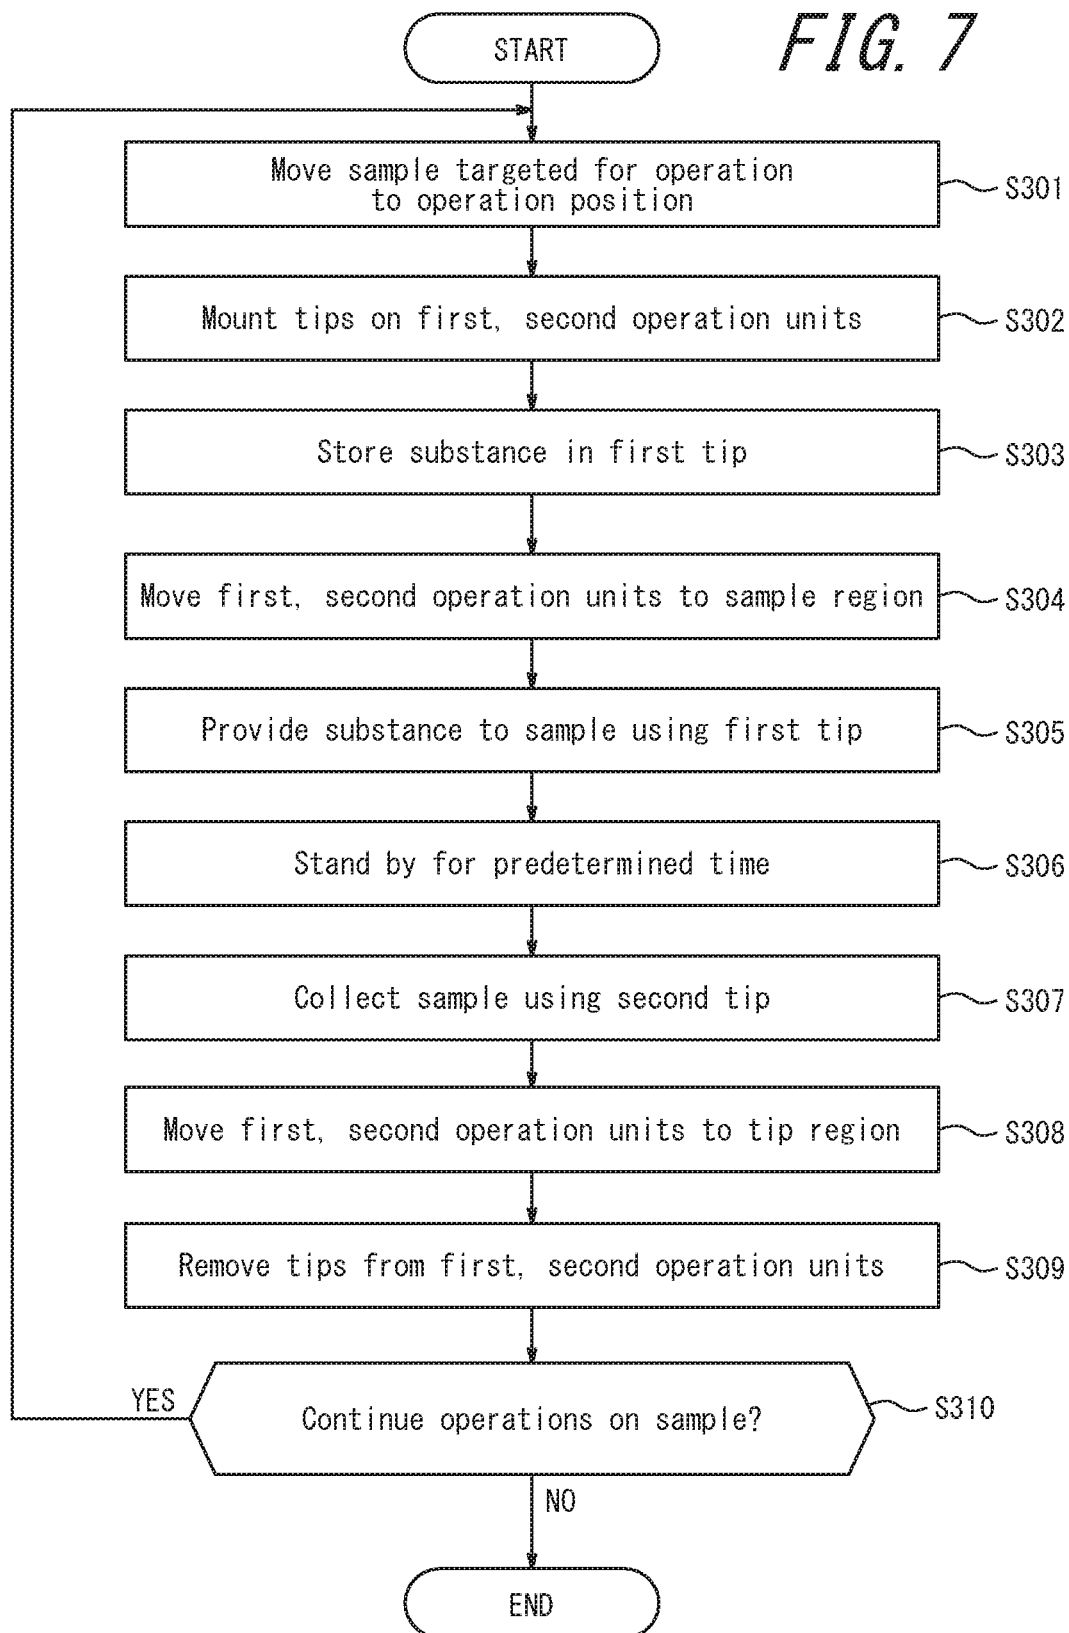 FIG. 7
START
Move sample targeted for operation
to operation position
S301
Mount tips on first, second operation units
S302
Store substance in first tip
S303
Move first, second operation units to sample region
S304
Provide substance to sample using first tip
S305
Stand by for predetermined time
S306
Collect sample using second tip
S307
Move first, second operation units to tip region
S308
Remove tips from first, second operation units
S309
YES
Continue operations on sample?
S310
NO
END